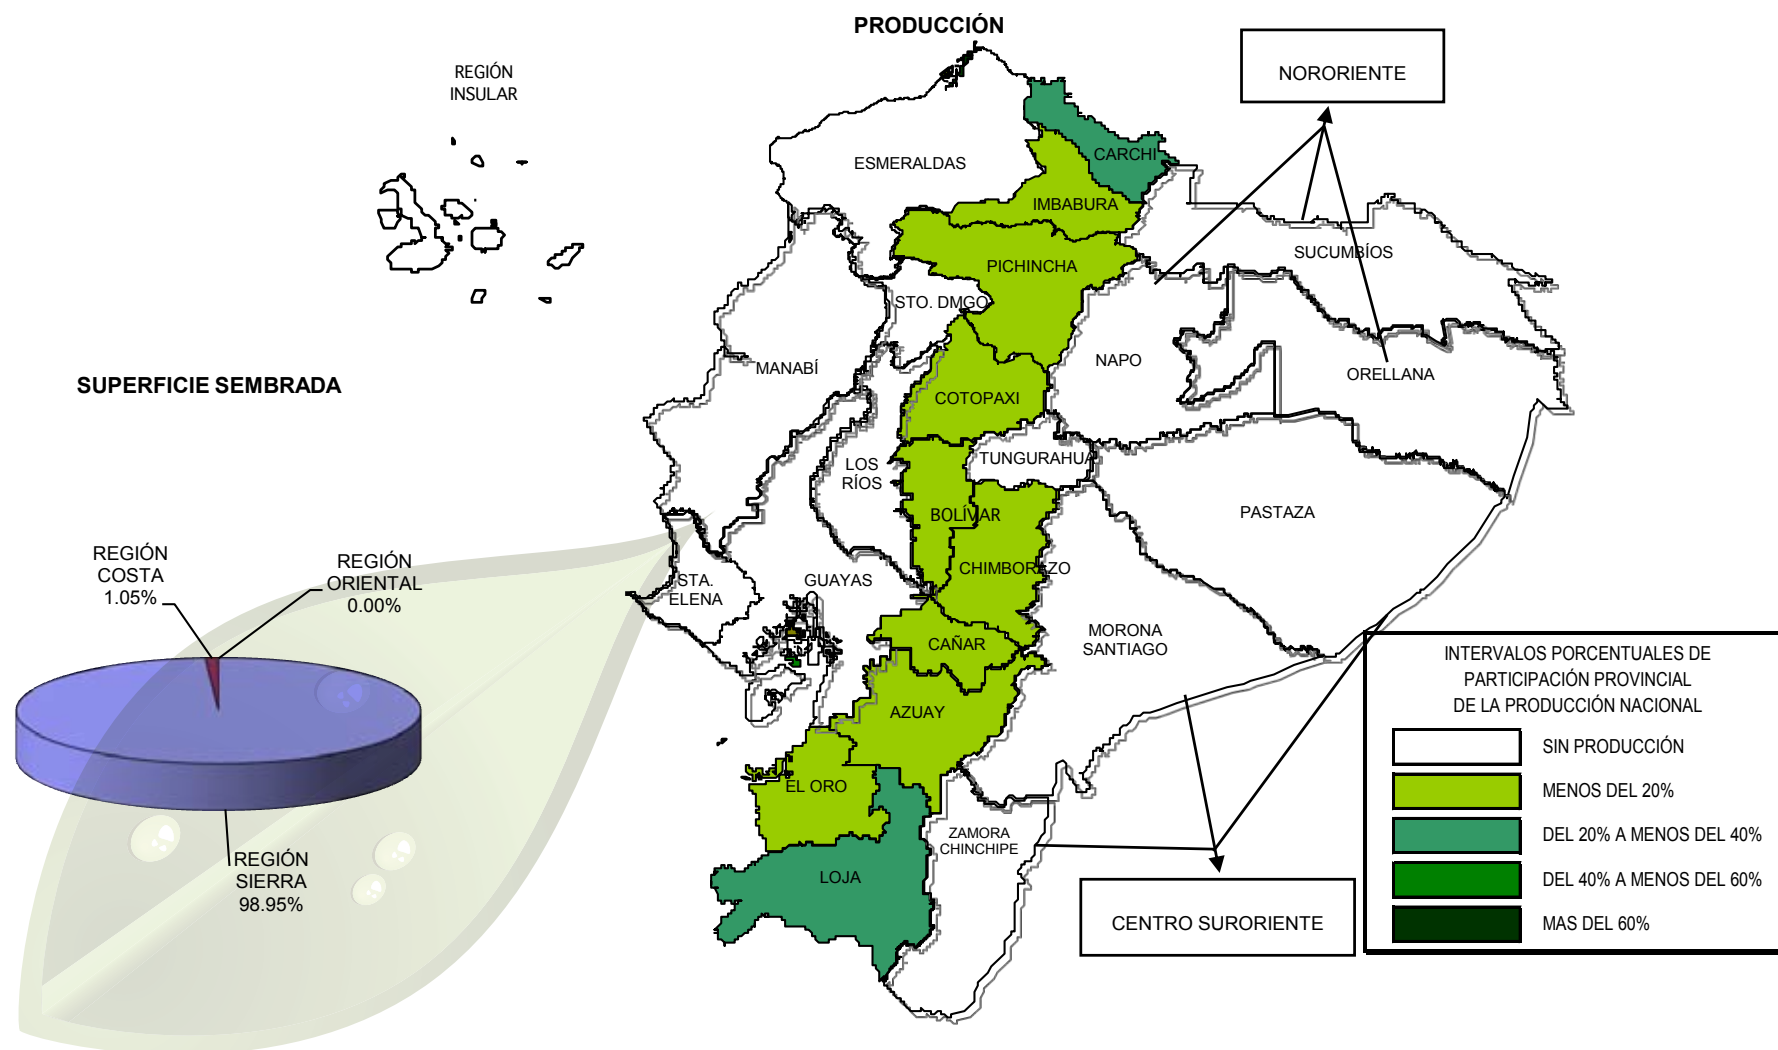 PRODUCCIÓN
REGIÓN
INSULAR
NORORIENTE
ESMERALDAS
CARCHI
IMBABURA
SUCUMBÍOS
PICHINCHA
STO. DMGO
NAPO
MANABÍ
ORELLANA
SUPERFICIE SEMBRADA
COTOPAXI
TUNGURAHUA
LOS
RÍOS
BOLÍVAR
PASTAZA
CHIMBORAZO
GUAYAS
STA.
ELENA
REGIÓN
COSTA
1.05%
REGIÓN
ORIENTAL
0.00%
CAÑAR
MORONA
SANTIAGO
AZUAY
EL ORO
ZAMORA
CHINCHIPE
LOJA
REGIÓN
SIERRA
98.95%
CENTRO SURORIENTE
INTERVALOS PORCENTUALES DE
PARTICIPACIÓN PROVINCIAL
DE LA PRODUCCIÓN NACIONAL
SIN PRODUCCIÓN
MENOS DEL 20%
DEL 20% A MENOS DEL 40%
DEL 40% A MENOS DEL 60%
MAS DEL 60%